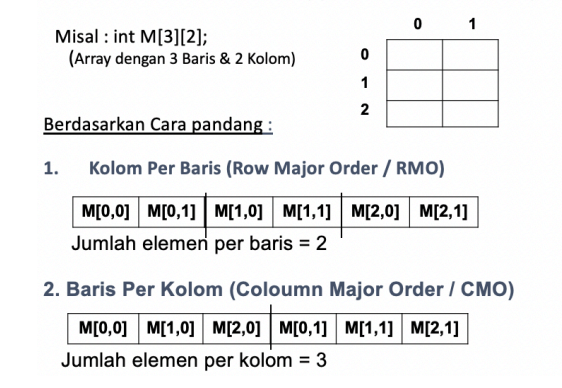 Misal : int M[3][2];
(Array dengan 3 Baris & 2 Kolom)
0 1
0
1
2
Berdasarkan Cara pandang :
1. Kolom Per Baris (Row Major Order / RMO)
M[0,0] M[0,1] M[1,0] M[1,1] M[2,0] M[2,1]
Jumlah elemen per baris = 2
2. Baris Per Kolom (Coloumn Major Order / CMO)
M[0,0] M[1,0] M[2,0] M[0,1] M[1,1] M[2,1]
Jumlah elemen per kolom = 3